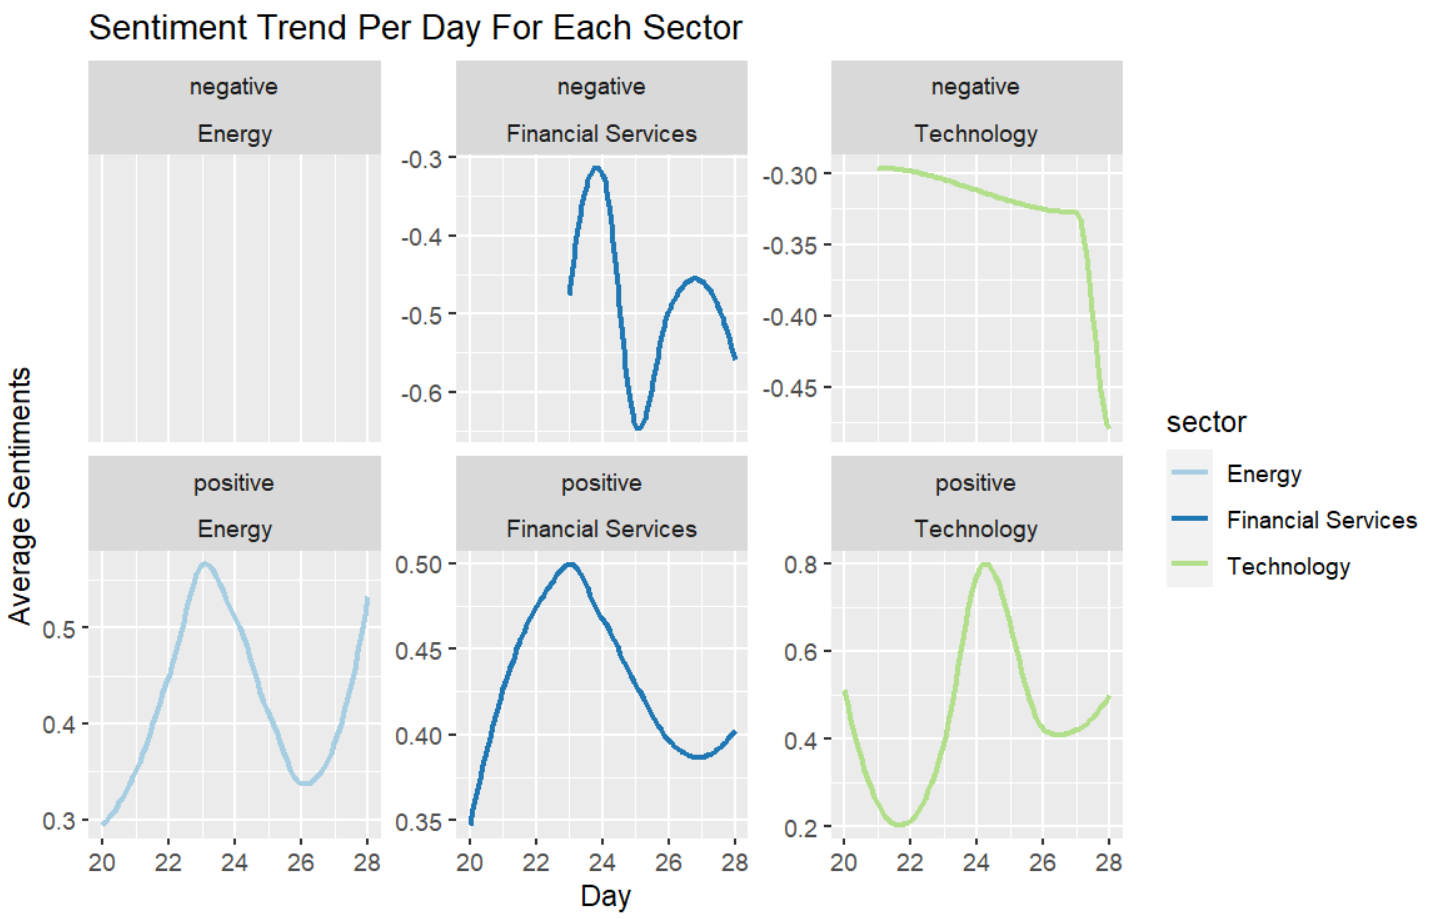 Sentiment Trend Per Day For Each Sector
negative
Energy
negative
Financial Services
-0.3
-0.4
-0.5
-0.6
negative
Technology
-0.30
-0.35
-0.40
-0.45
Average Sentiments
positive
Energy
0.5
0.4
0.3
20 22 24 26 28
positive
Financial Services
0.50
0.45
0.40
0.35
20 22 24 26 28
positive
Technology
0.8
0.6
0.4
0.2
20 22 24 26 28
Day
sector
Energy
Financial Services
Technology